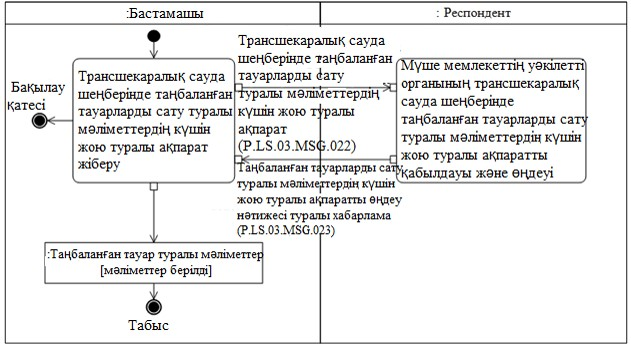 :Бастамашы
: Респондент
Бақылау
қатесі
Трансшекаралық сауда
шеңберінде таңбаланған
тауарларды сату туралы
мәліметтердің күшін
жою туралы ақпарат
жіберу
Трансшекаралық сауда
шеңберінде таңбаланған
тауарларды сату
туралы мәліметтердің
күшін жою туралы
ақпарат
(P.LS.03.MSG.022)
Таңбаланған тауарларды сату
туралы мәліметтердің күшін
жою туралы ақпаратты өңдеу
нәтижесі туралы хабарлама
(P.LS.03.MSG.023)
Мүше мемлекеттің уәкілетті
органының трансшекаралық
сауда шеңберінде
таңбаланған тауарларды сату
туралы мәліметтердің күшін
жою туралы ақпаратты
қабылдауы және өңдеуі
:Таңбаланған тауар туралы мәліметтер
[мәліметтер берілді]
Табыс